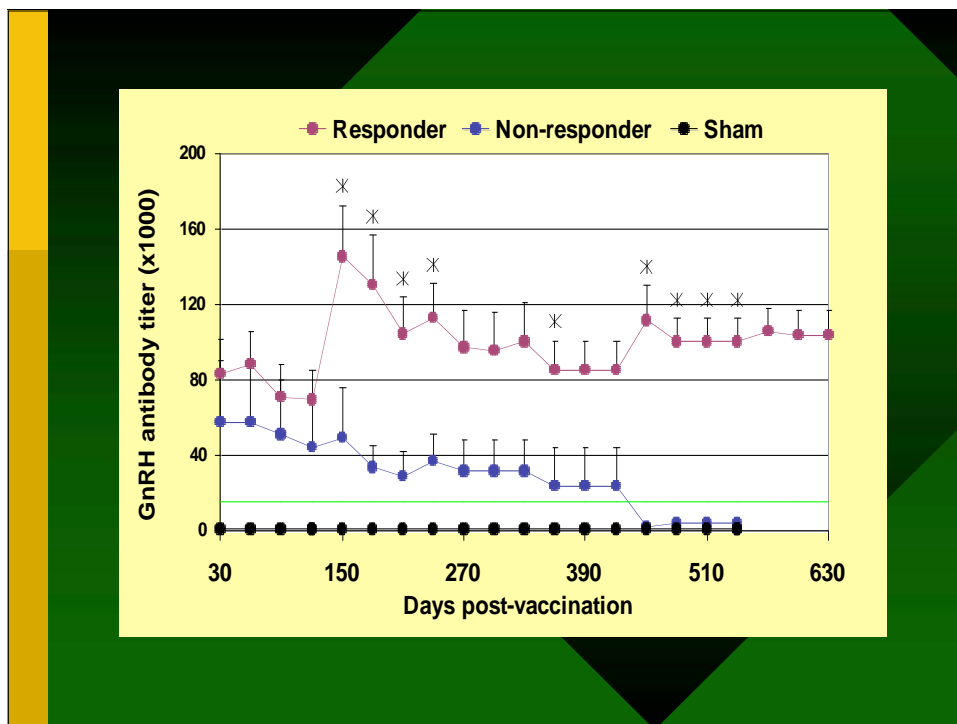 Responder Non-responder Sham
GnRH antibody titer (x1000)
200
160
120
80
40
0
30 150 270 390 510 630
Days post-vaccination